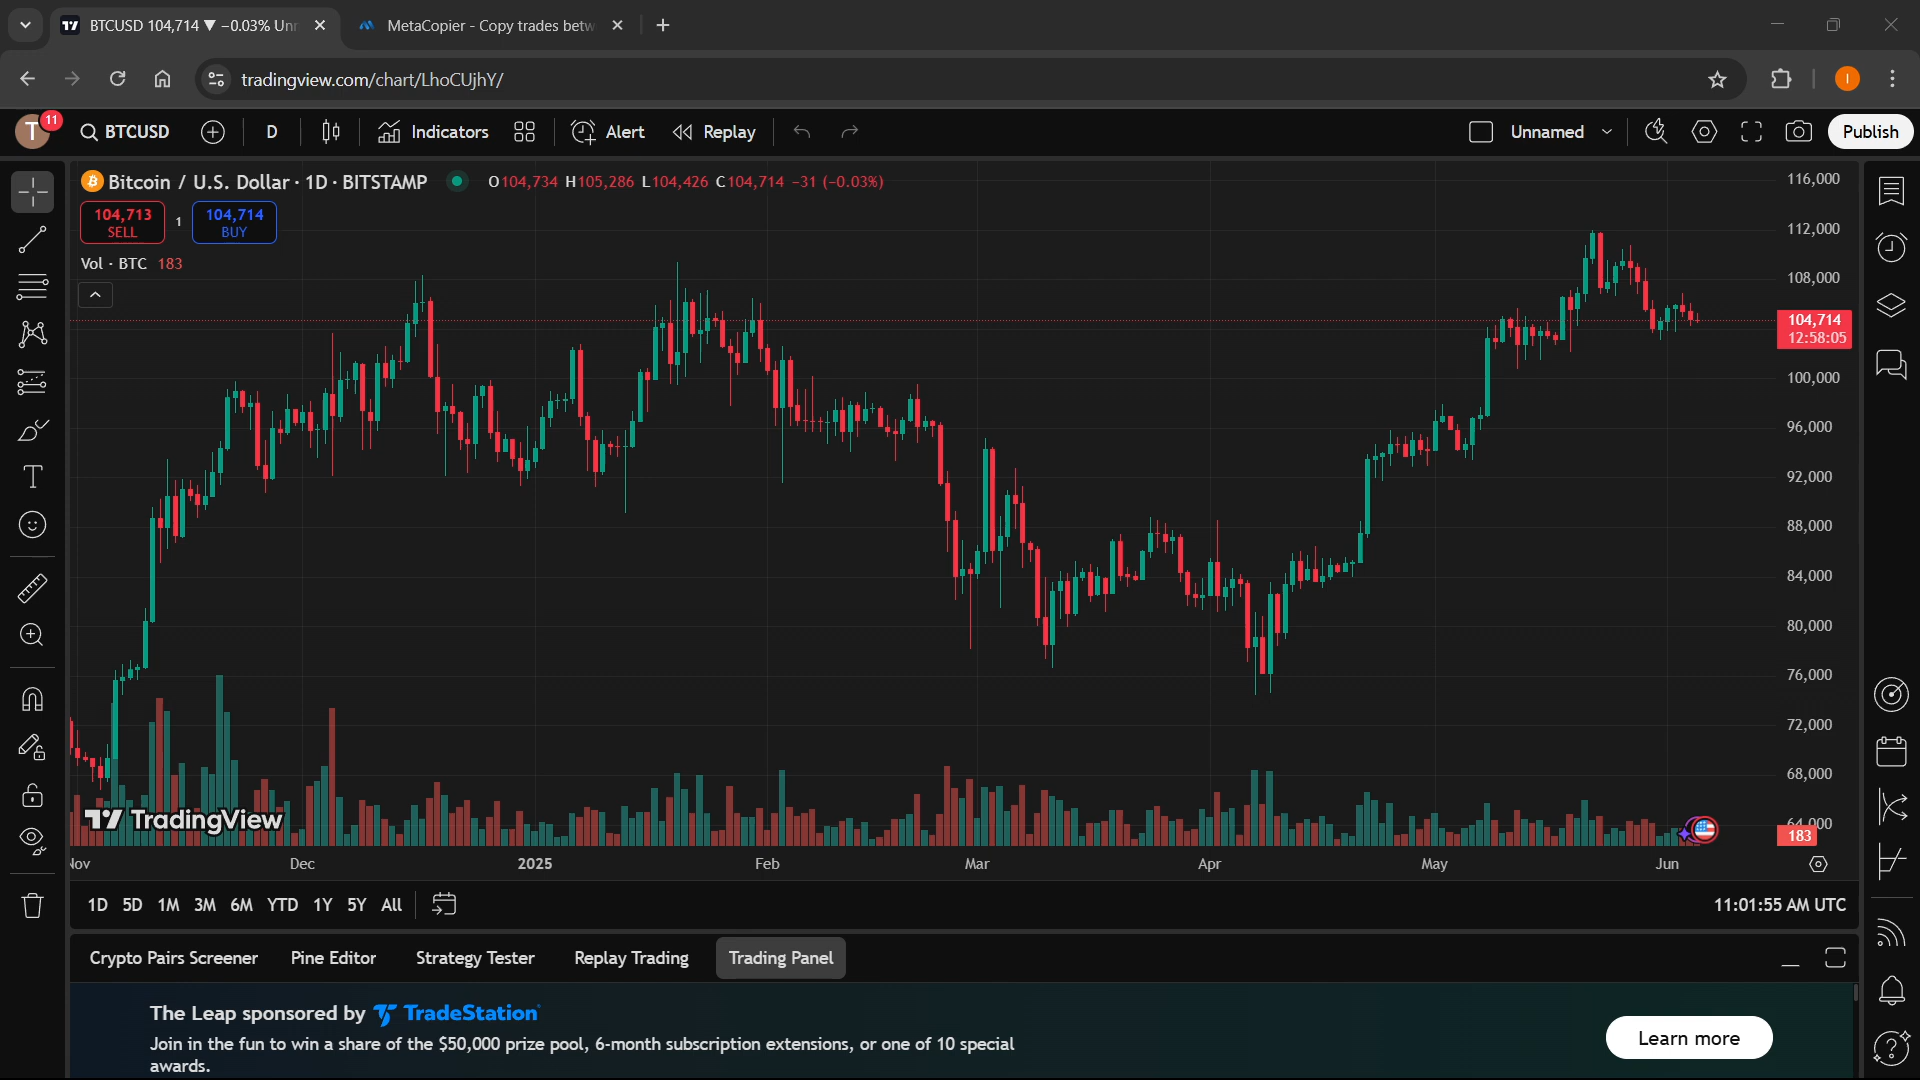 BTCUSD 104,714 ▼ −0.03% Unn
MetaCopier - Copy trades betw
tradingview.com/chart/LhoCUjhY/
I
T
11
BTCUSD
D
Indicators
Alert
Replay
Unnamed
Publish
Bitcoin / U.S. Dollar · 1D · BITSTAMP
O104,734 H105,286 L104,426 C104,714 −31 (−0.03%)
104,713
SELL
1
104,714
BUY
Vol · BTC 183
116,000
112,000
108,000
104,714
12:58:05
100,000
96,000
92,000
88,000
84,000
80,000
76,000
72,000
68,000
64,000
183
TradingView
Nov Dec 2025 Feb Mar Apr May Jun
1D 5D 1M 3M 6M YTD 1Y 5Y All
11:01:55 AM UTC
Crypto Pairs Screener Pine Editor Strategy Tester Replay Trading Trading Panel
The Leap sponsored by TradeStation
Join in the fun to win a share of the $50,000 prize pool, 6-month subscription extensions, or one of 10 special
awards.
Learn more